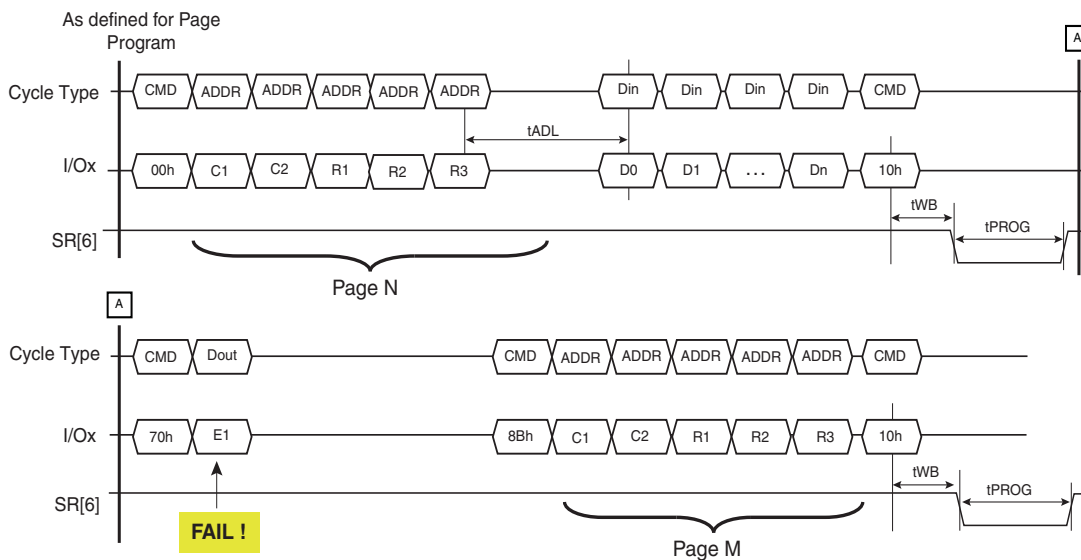 As defined for Page
Program
A
Cycle Type CMD ADDR ADDR ADDR ADDR ADDR Din Din Din Din CMD
tADL
I/Ox 00h C1 C2 R1 R2 R3 D0 D1 ... Dn 10h
tWB tPROG
SR[6]
Page N
A
Cycle Type CMD Dout CMD ADDR ADDR ADDR ADDR ADDR CMD
I/Ox 70h E1 8Bh C1 C2 R1 R2 R3 10h
tWB tPROG
SR[6]
FAIL !
Page M